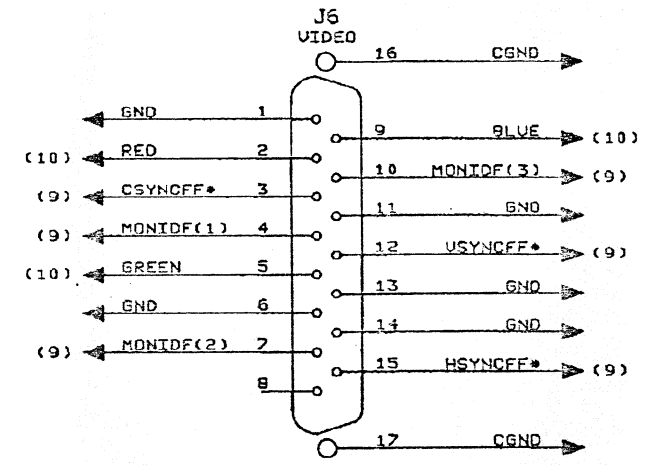 J6
VIDEO
16 CGND
GND 1
9 BLUE (10)
(10) RED 2
10 MONIDF(3) (9)
(9) CSYNCFF* 3
11 GND
(9) MONIDF(1) 4
12 VSYNCFF* (9)
(10) GREEN 5
13 GND
GND 6
14 GND
(9) MONIDF(2) 7
15 HSYNCFF* (9)
8
17 CGND